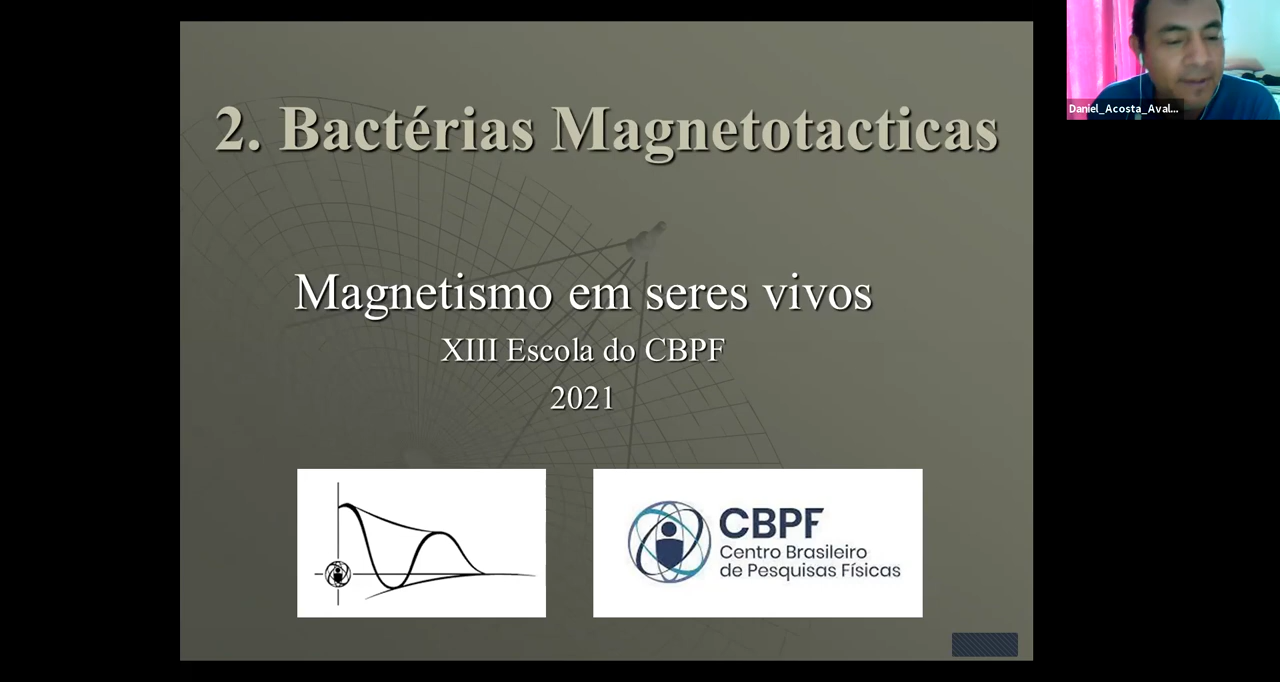 2. Bactérias Magnetotacticas
Magnetismo em seres vivos
XIII Escola do CBPF
2021
CBPF
Centro Brasileiro
de Pesquisas Físicas
Daniel_Acosta_Aval...